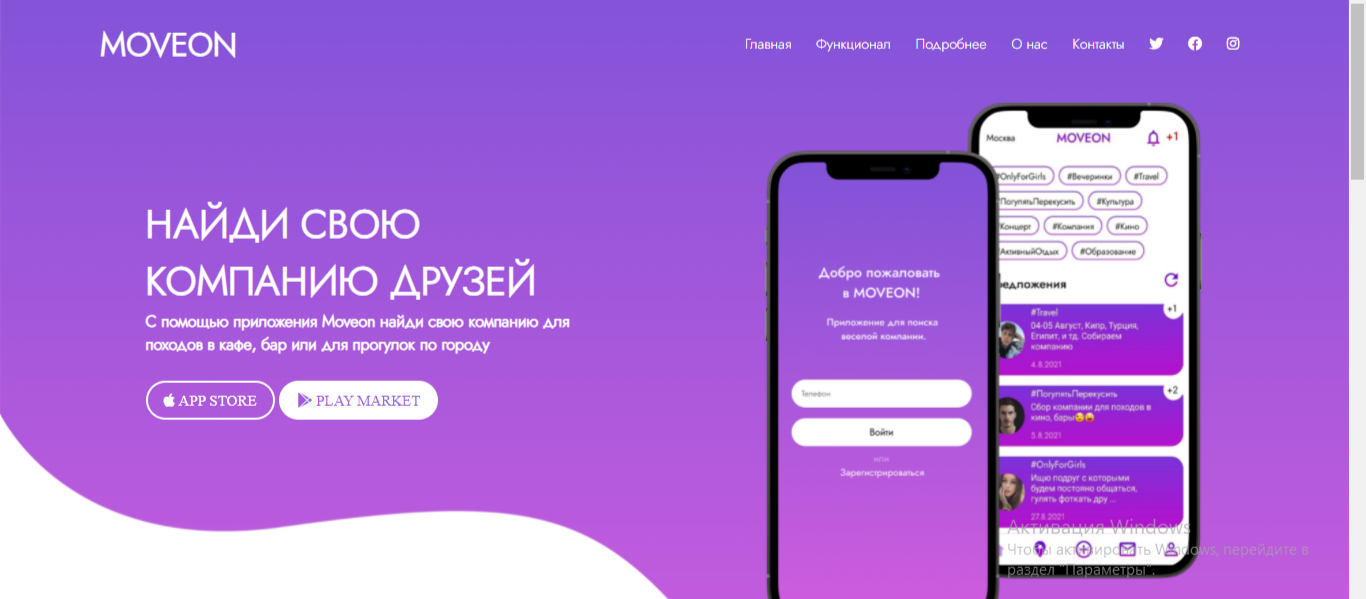 MOVEON
Главная Функционал Подробнее О нас Контакты
НАЙДИ СВОЮ
КОМПАНИЮ ДРУЗЕЙ
С помощью приложения Moveon найди свою компанию для
походов в кафе, бар или для прогулок по городу
APP STORE PLAY MARKET
Добро пожаловать
в MOVEON!
Приложение для поиска
веселой компании.
Телефон
Войти
или
Зарегистрироваться
Москва MOVEON +1
#OnlyForGirls #Вечеринки #Travel
#ПогулятьПерекусить #Культура
Концерт #Компания #Кино
АктивныйОтдых #Образование
едложения
+1
#Travel
04-05 Август, Кипр, Турция,
Египет, и тд. Собираем
компанию
4.8.2021
+2
#ПогулятьПерекусить
Сбор компании для походов в
кино, бары😍😄
5.8.2021
#OnlyForGirls
Ищю подруг с которыми
будем постояно общаться,
гулять фоткать дру ...
27.8.2021
Активация Windows
Чтобы активировать Windows, перейдите в
раздел "Параметры".